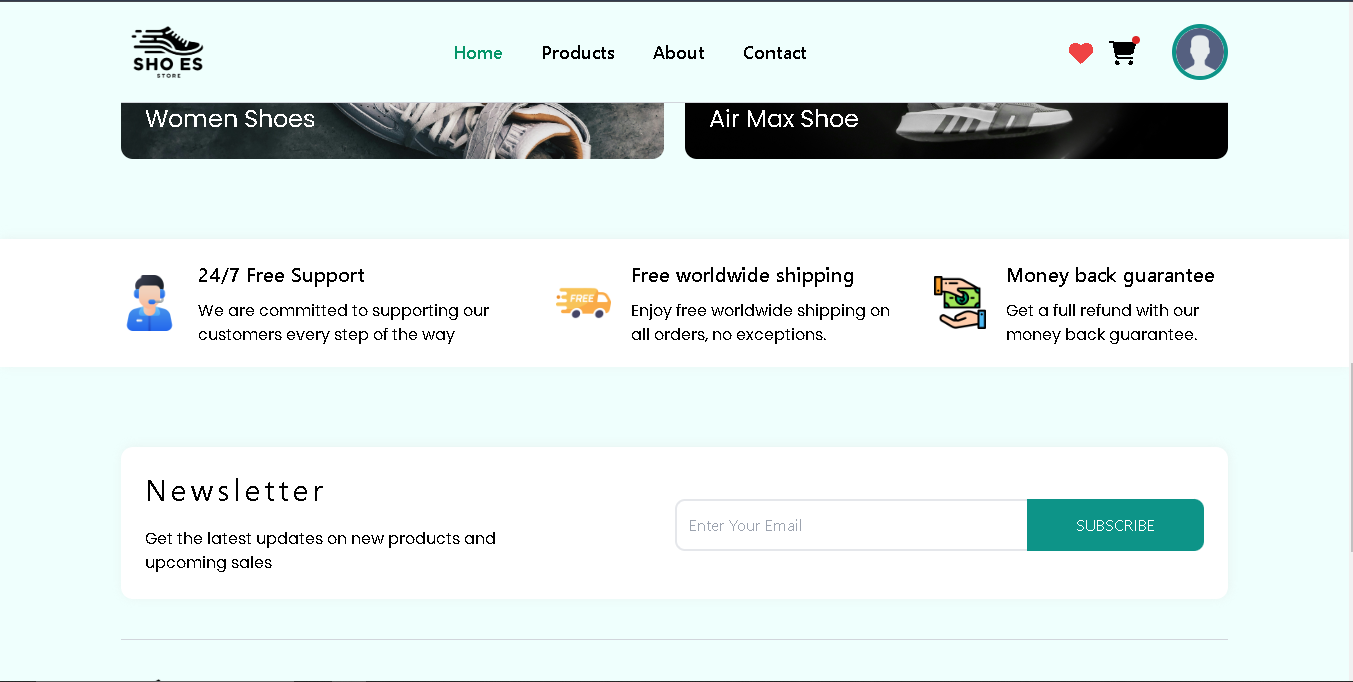 SHOES
STORE
Home
Products
About
Contact
Women Shoes
Air Max Shoe
24/7 Free Support
We are committed to supporting our
customers every step of the way
FREE
Free worldwide shipping
Enjoy free worldwide shipping on
all orders, no exceptions.
Money back guarantee
Get a full refund with our
money back guarantee.
Newsletter
Get the latest updates on new products and
upcoming sales
Enter Your Email
SUBSCRIBE